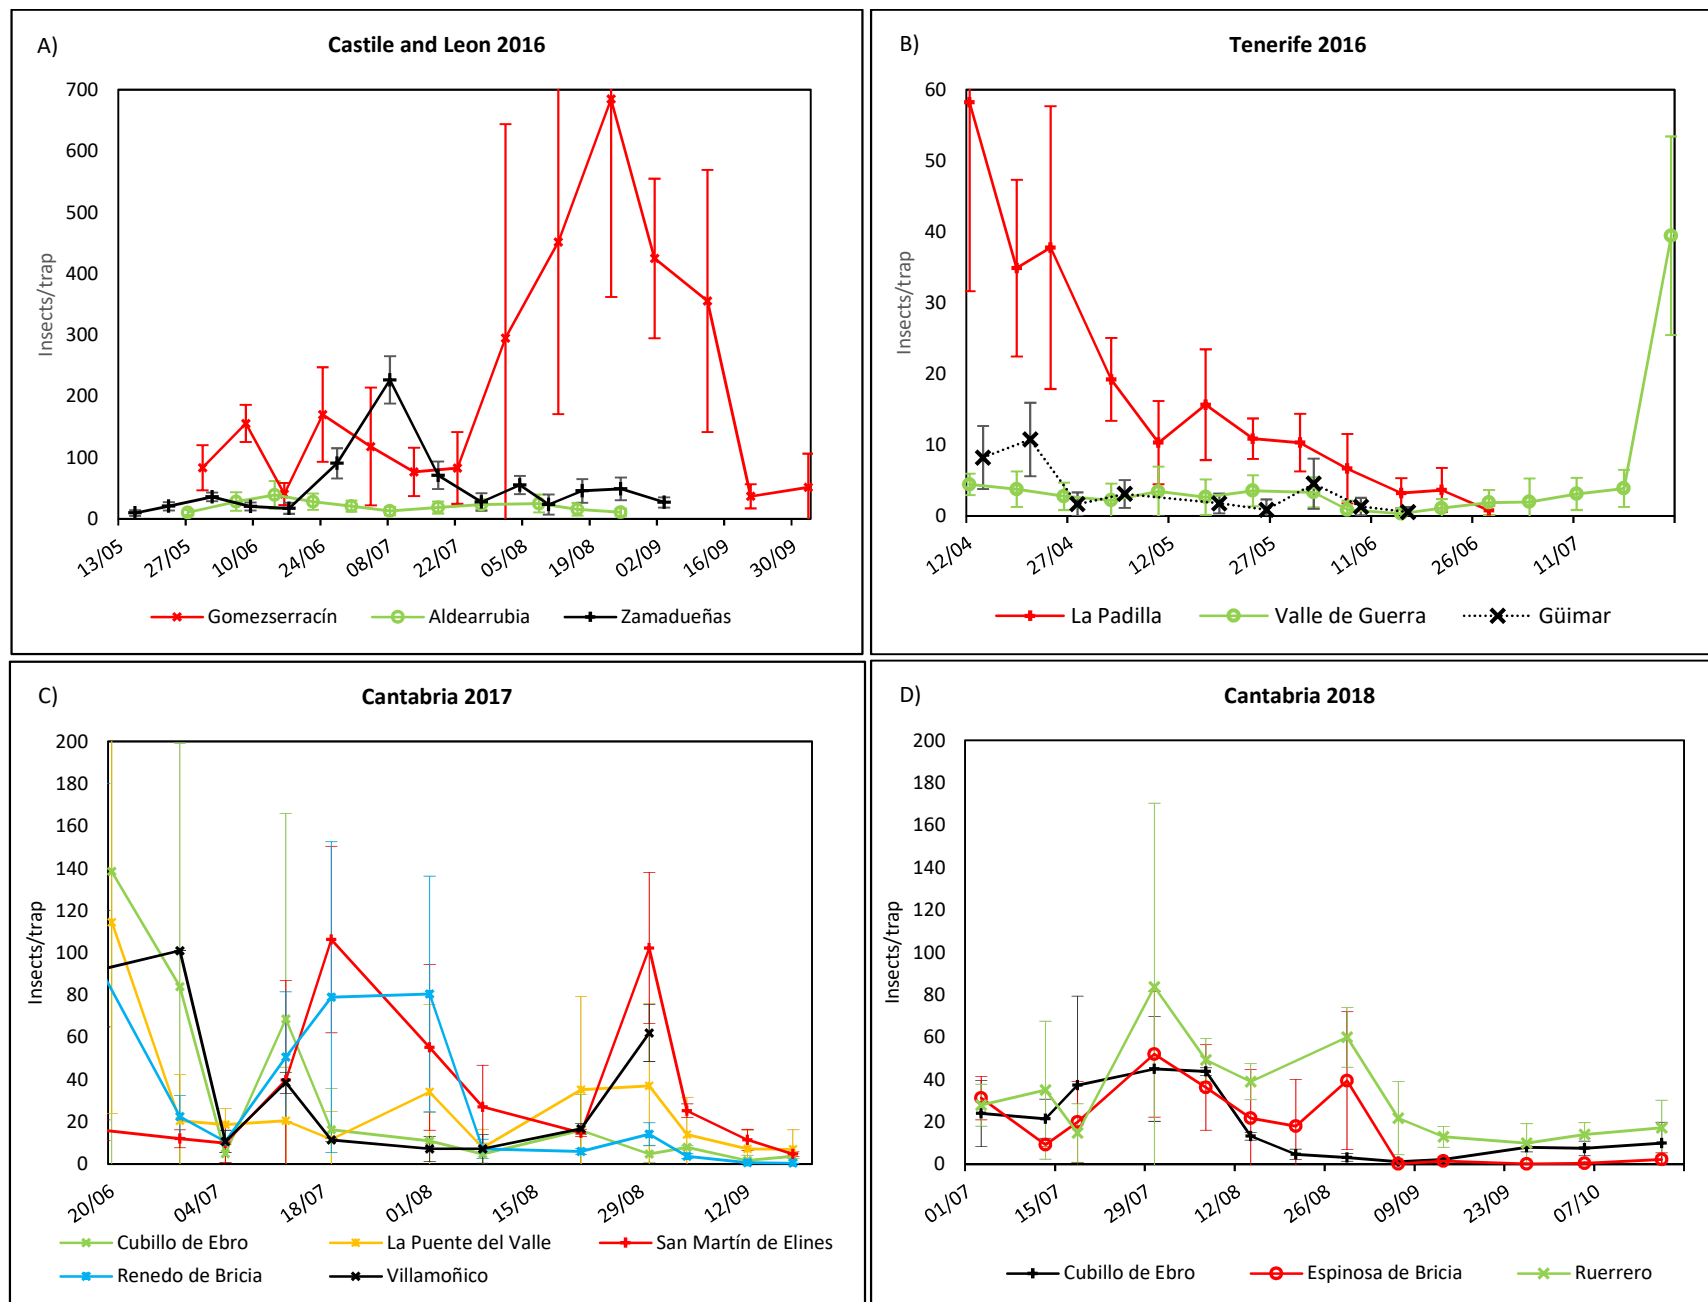 A)
Castile and Leon 2016
Insects/trap
700
600
500
400
300
200
100
0
13/05 27/05 10/06 24/06 08/07 22/07 05/08 19/08 02/09 16/09 30/09
Gomezserracín Aldearrubia Zamadueñas
B)
Tenerife 2016
Insects/trap
60
50
40
30
20
10
0
12/04 27/04 12/05 27/05 11/06 26/06 11/07
La Padilla Valle de Guerra Güimar
C)
Cantabria 2017
Insects/trap
200
180
160
140
120
100
80
60
40
20
0
20/06 04/07 18/07 01/08 15/08 29/08 12/09
Cubillo de Ebro La Puente del Valle San Martín de Elines
Renedo de Bricia Villamoñico
D)
Cantabria 2018
Insects/trap
200
180
160
140
120
100
80
60
40
20
0
01/07 15/07 29/07 12/08 26/08 09/09 23/09 07/10
Cubillo de Ebro Espinosa de Bricia Ruerrero